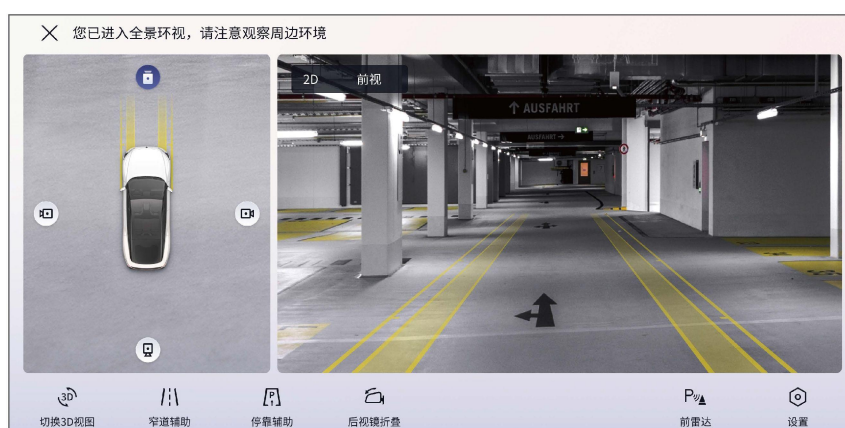 您已进入全景环视，请注意观察周边环境
2D 前视
↑ AUSFAHRT
AUSFAHRT →
3D
切换3D视图
窄道辅助
P
停靠辅助
后视镜折叠
P
前雷达
设置